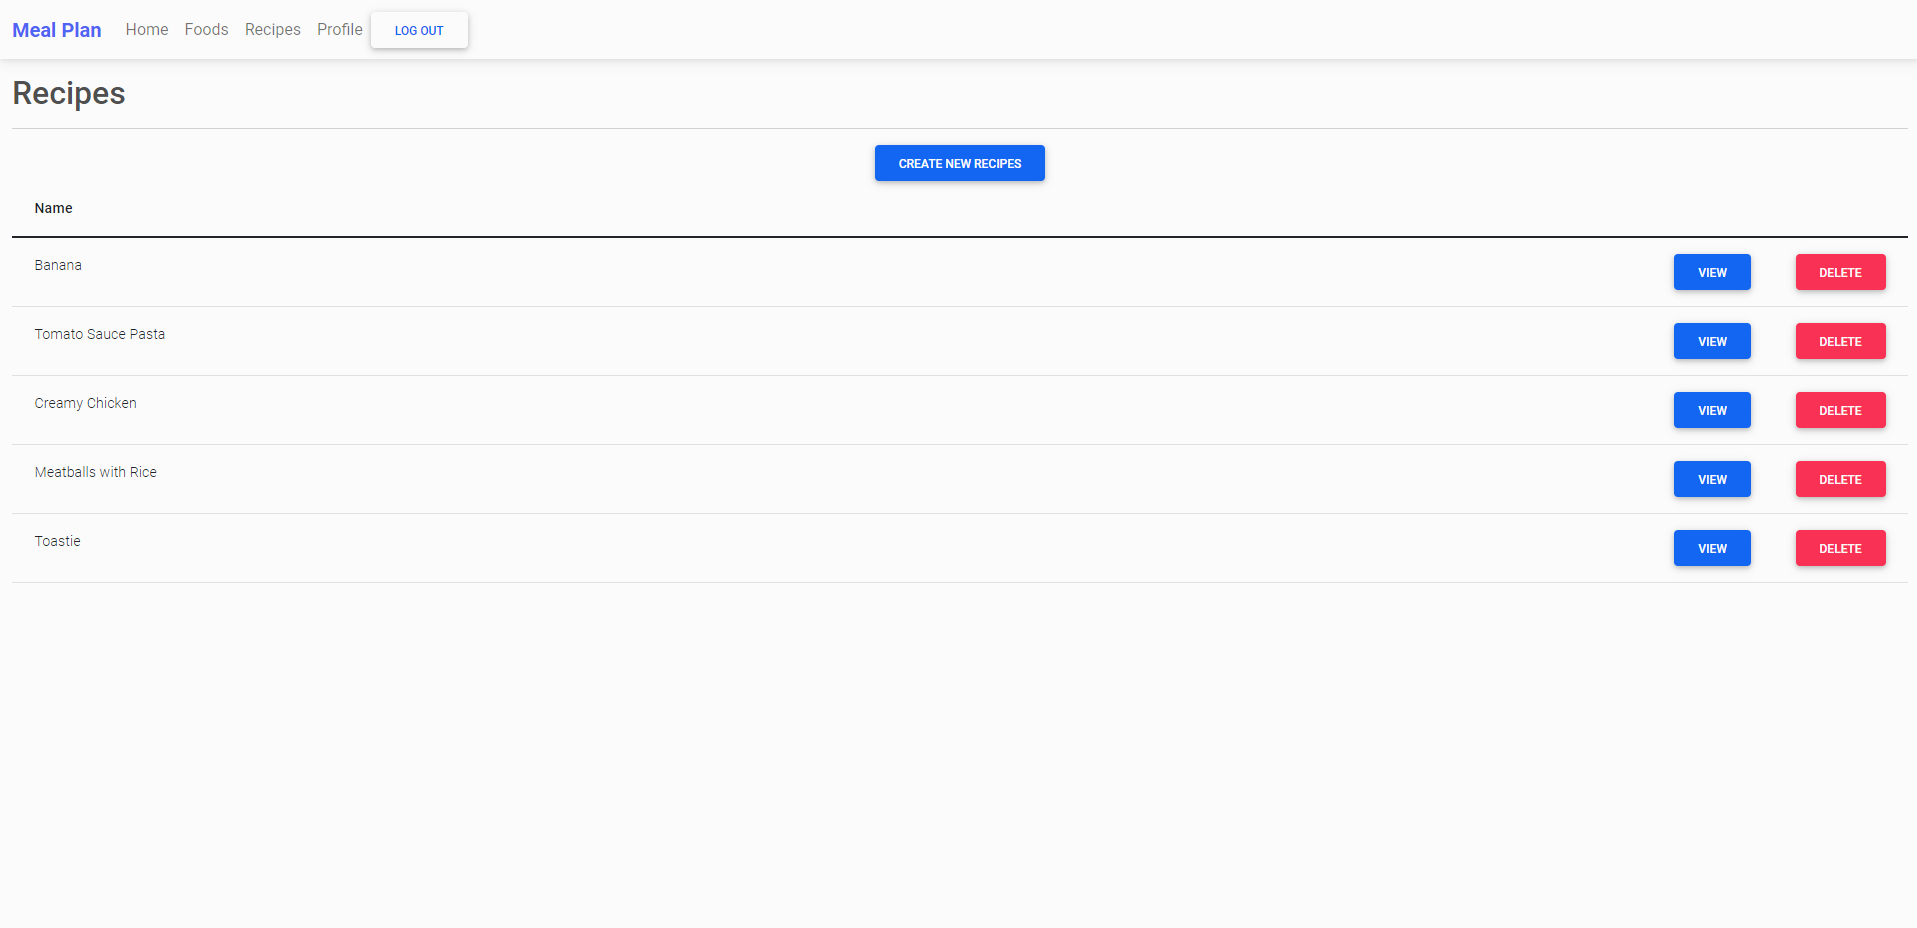 Meal Plan Home Foods Recipes Profile LOG OUT
Recipes
CREATE NEW RECIPES
Name
Banana VIEW DELETE
Tomato Sauce Pasta VIEW DELETE
Creamy Chicken VIEW DELETE
Meatballs with Rice VIEW DELETE
Toastie VIEW DELETE